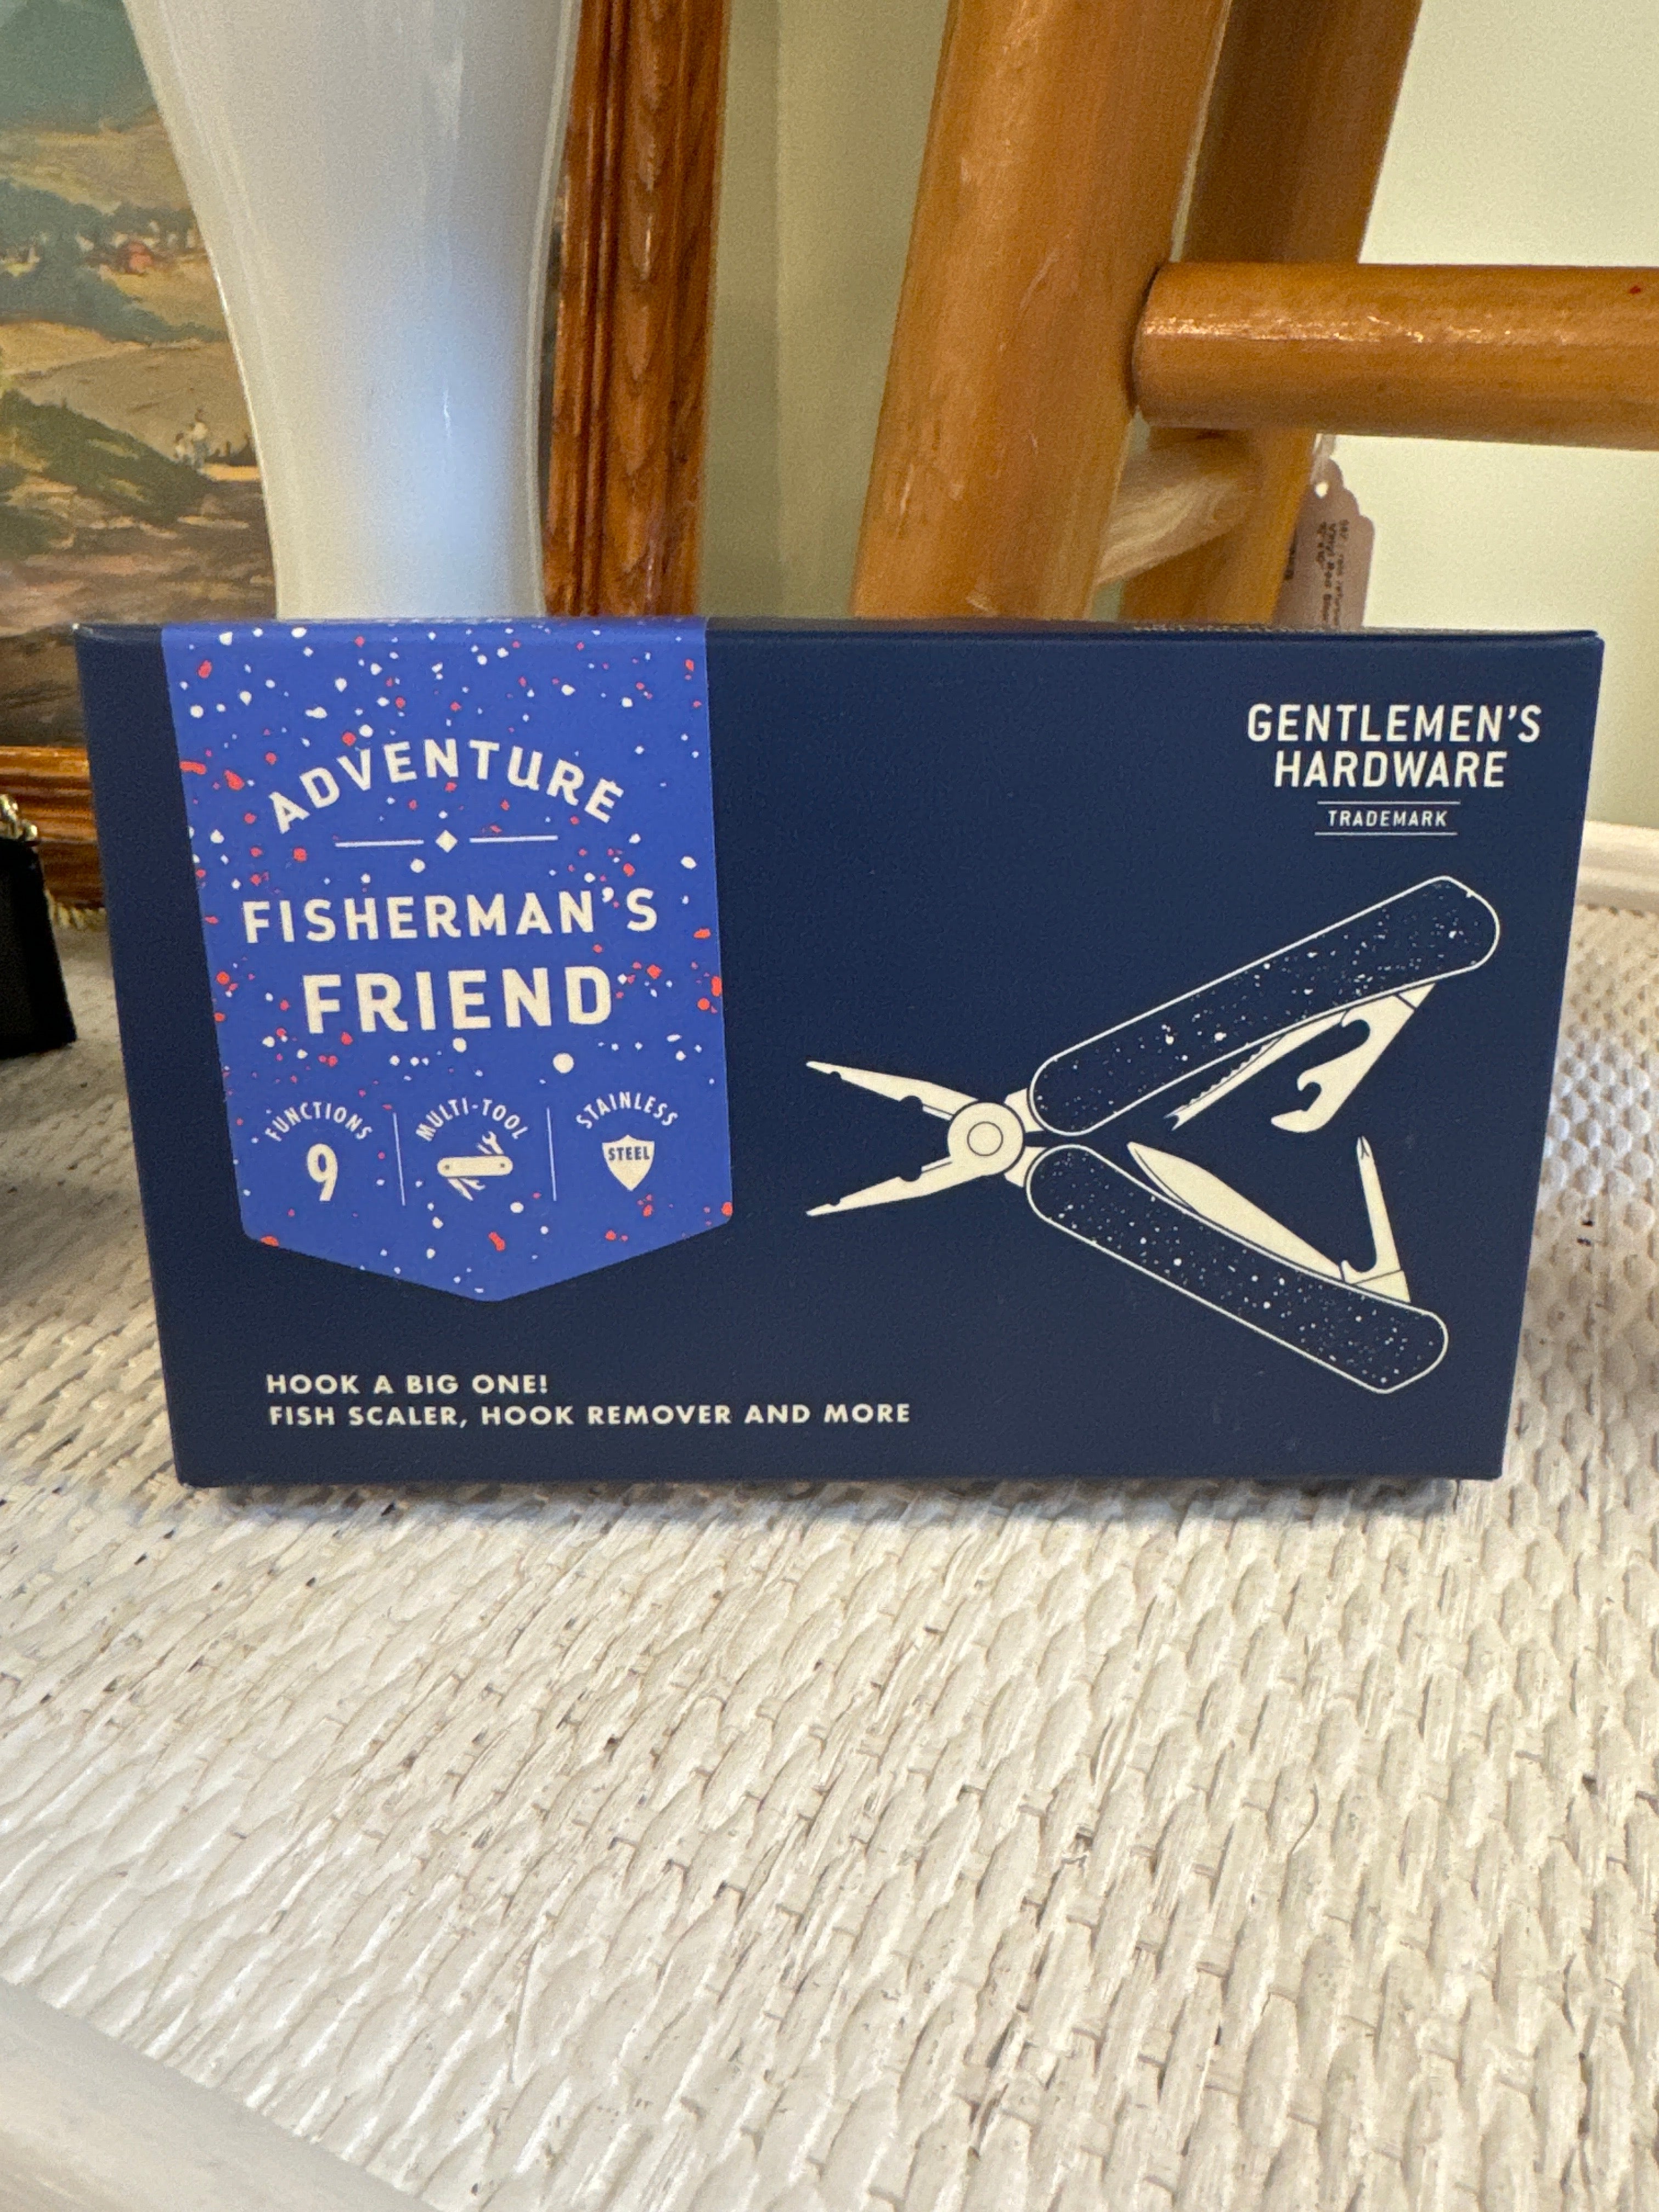 ADVENTURE
FISHERMAN'S
FRIEND
FUNCTIONS
9
MULTI-TOOL
STAINLESS
STEEL
GENTLEMEN'S
HARDWARE
TRADEMARK
HOOK A BIG ONE!
FISH SCALER, HOOK REMOVER AND MORE